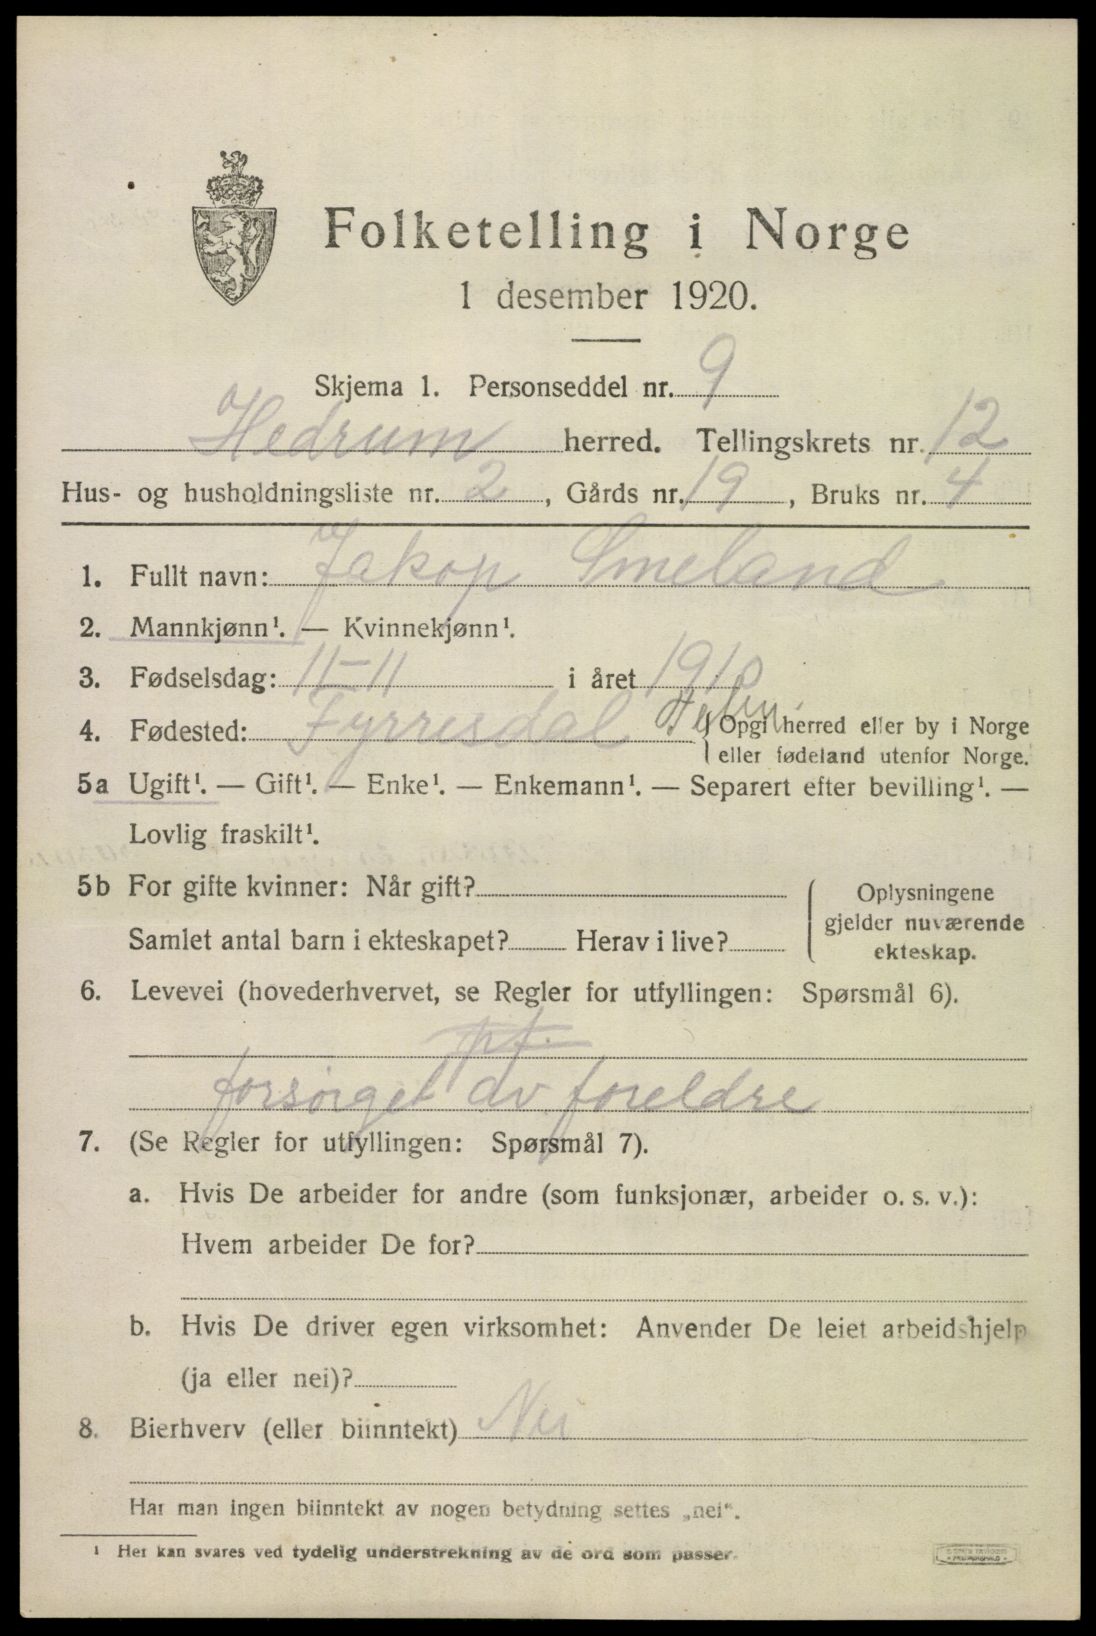 Folketelling i Norge
1 desember 1920.
Skjema 1. Personseddel nr. 9
Hedrum herred. Tellingskrets nr. 12
Hus- og husholdningsliste nr. 2, Gårds nr. 19, Bruks nr. 4
1. Fullt navn: Jakop Smeland
2. Mannkjønn¹. — Kvinnekjønn¹.
3. Fødselsdag: 11-11 i året 1910
4. Fødested: Fyrresdal Opgi herred eller by i Norge
eller fødeland utenfor Norge.
5a Ugift¹. — Gift¹. — Enke¹. — Enkemann¹. — Separert efter bevilling¹. —
Lovlig fraskilt¹.
5b For gifte kvinner: Når gift?
Samlet antal barn i ekteskapet? Herav i live?
Oplysningene
gjelder nuværende
ekteskap.
6. Levevei (hovederhvervet, se Regler for utfyllingen: Spørsmål 6).
forsørget av foreldre
7. (Se Regler for utfyllingen: Spørsmål 7).
a. Hvis De arbeider for andre (som funksjonær, arbeider o. s. v.):
Hvem arbeider De for?
b. Hvis De driver egen virksomhet: Anvender De leiet arbeidshjelp
(ja eller nei)?
8. Bierhverv (eller biinntekt) Nei
Har man ingen biinntekt av nogen betydning settes „nei".
¹ Her kan svares ved tydelig understrekning av de ord som passer.